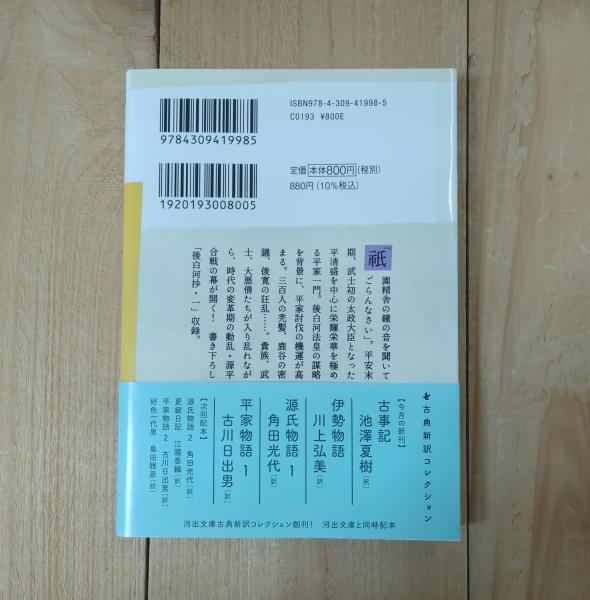 ISBN978-4-309-41998-5
C0193 ¥800E
9784309419985
定価 本体800円(税別)
880円(10%税込)
1920193008005
「祇園精舎の鐘の音を聞いて
ごらんなさい」。平安末
期、武士初の太政大臣となった
平清盛を中心に栄耀栄華を極め
る平家一門。後白河法皇の謀略
を背景に、平家討伐の機運が高
まる。三百人の禿髪、鹿谷の密
議、俊寛の狂乱……。貴族、武
士、大悪僧たちが入り乱れなが
ら、時代の変革期の動乱・源平
合戦の幕が開く! 書き下ろし
「後白河抄・一」収録。
古典新訳コレクション
【今月の新刊】
古事記
池澤夏樹[訳]
伊勢物語
川上弘美[訳]
源氏物語 1
角田光代[訳]
平家物語 1
古川日出男[訳]
【次回配本】
源氏物語 2 角田光代[訳]
更級日記 江國香織[訳]
平家物語 2 古川日出男[訳]
好色一代男 島田雅彦[訳]
河出文庫古典新訳コレクション創刊! 河出文庫と同時配本